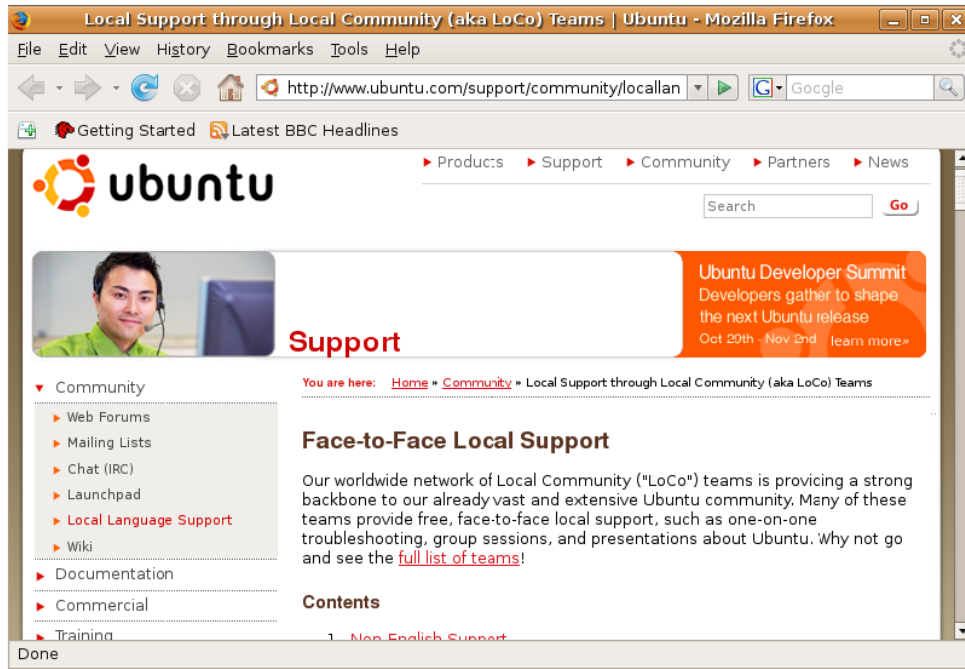 Local Support through Local Community (aka LoCo) Teams | Ubuntu - Mozilla Firefox
File Edit View History Bookmarks Tools Help
http://www.ubuntu.com/support/community/locallan
G Google
Getting Started Latest BBC Headlines
ubuntu
Products Support Community Partners News
Search Go
Ubuntu Developer Summit
Developers gather to shape
the next Ubuntu release
Oct 29th - Nov 2nd learn more»
Support
Community
Web Forums
Mailing Lists
Chat (IRC)
Launchpad
Local Language Support
Wiki
Documentation
Commercial
Training
You are here: Home » Community » Local Support through Local Community (aka LoCo) Teams
Face-to-Face Local Support
Our worldwide network of Local Community ("LoCo") teams is providing a strong
backbone to our already vast and extensive Ubuntu community. Many of these
teams provide free, face-to-face local support, such as one-on-one
troubleshooting, group sessions, and presentations about Ubuntu. Why not go
and see the full list of teams!
Contents
1. Non-English Support
Done